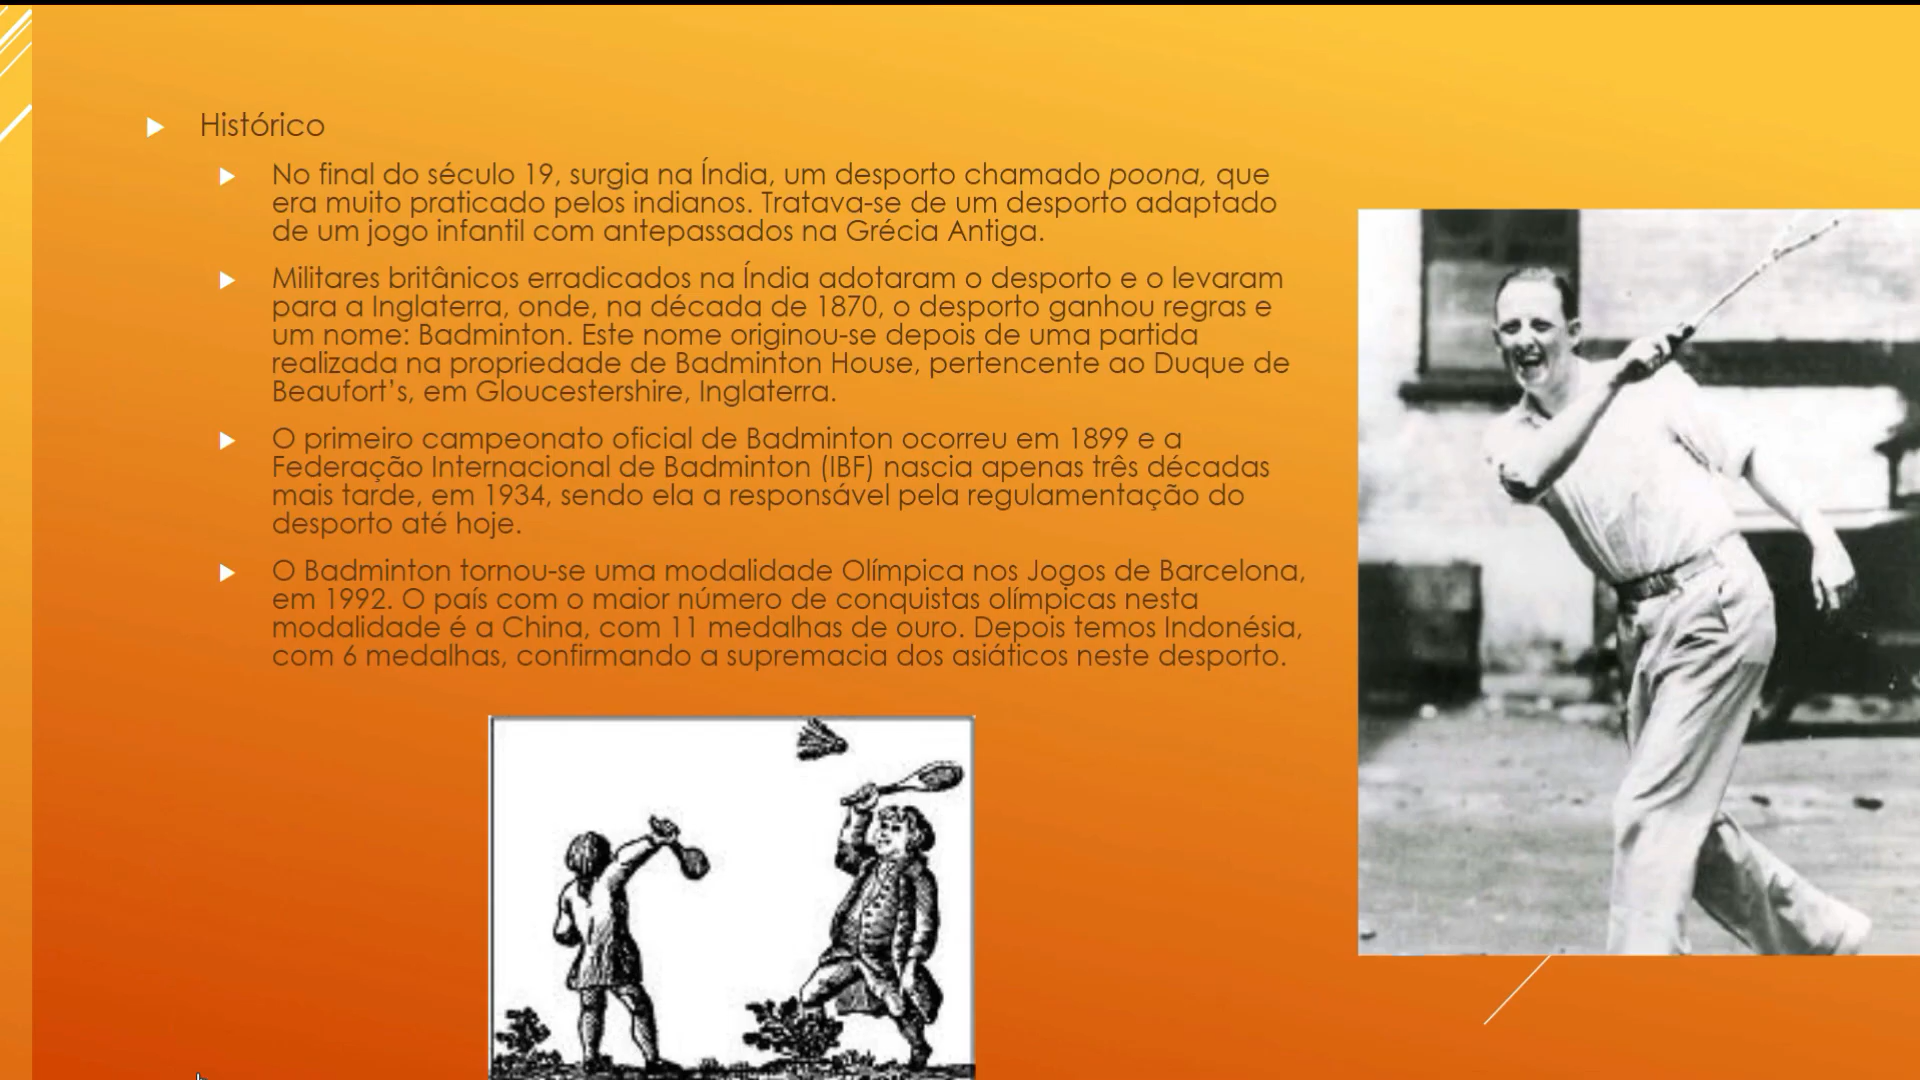 Histórico
No final do século 19, surgia na Índia, um desporto chamado poona, que
era muito praticado pelos indianos. Tratava-se de um desporto adaptado
de um jogo infantil com antepassados na Grécia Antiga.
Militares britânicos erradicados na Índia adotaram o desporto e o levaram
para a Inglaterra, onde, na década de 1870, o desporto ganhou regras e
um nome: Badminton. Este nome originou-se depois de uma partida
realizada na propriedade de Badminton House, pertencente ao Duque de
Beaufort’s, em Gloucestershire, Inglaterra.
O primeiro campeonato oficial de Badminton ocorreu em 1899 e a
Federação Internacional de Badminton (IBF) nascia apenas três décadas
mais tarde, em 1934, sendo ela a responsável pela regulamentação do
desporto até hoje.
O Badminton tornou-se uma modalidade Olímpica nos Jogos de Barcelona,
em 1992. O país com o maior número de conquistas olímpicas nesta
modalidade é a China, com 11 medalhas de ouro. Depois temos Indonésia,
com 6 medalhas, confirmando a supremacia dos asiáticos neste desporto.